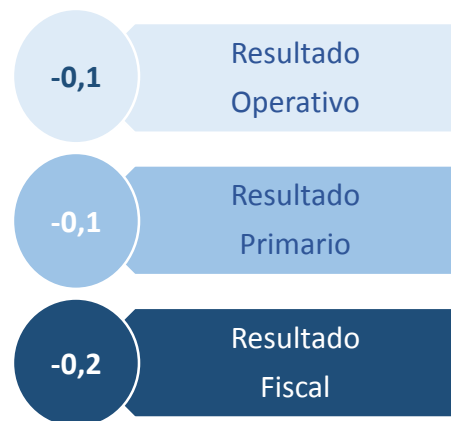 -0,1
Resultado
Operativo
-0,1
Resultado
Primario
-0,2
Resultado
Fiscal